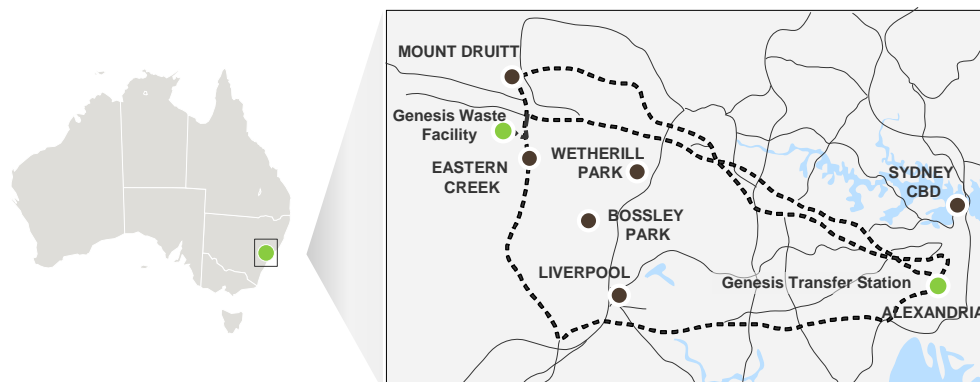 MOUNT DRUITT
Genesis Waste
Facility
EASTERN
CREEK
WETHERILL
PARK
SYDNEY
CBD
BOSSLEY
PARK
LIVERPOOL
Genesis Transfer Station
ALEXANDRIA